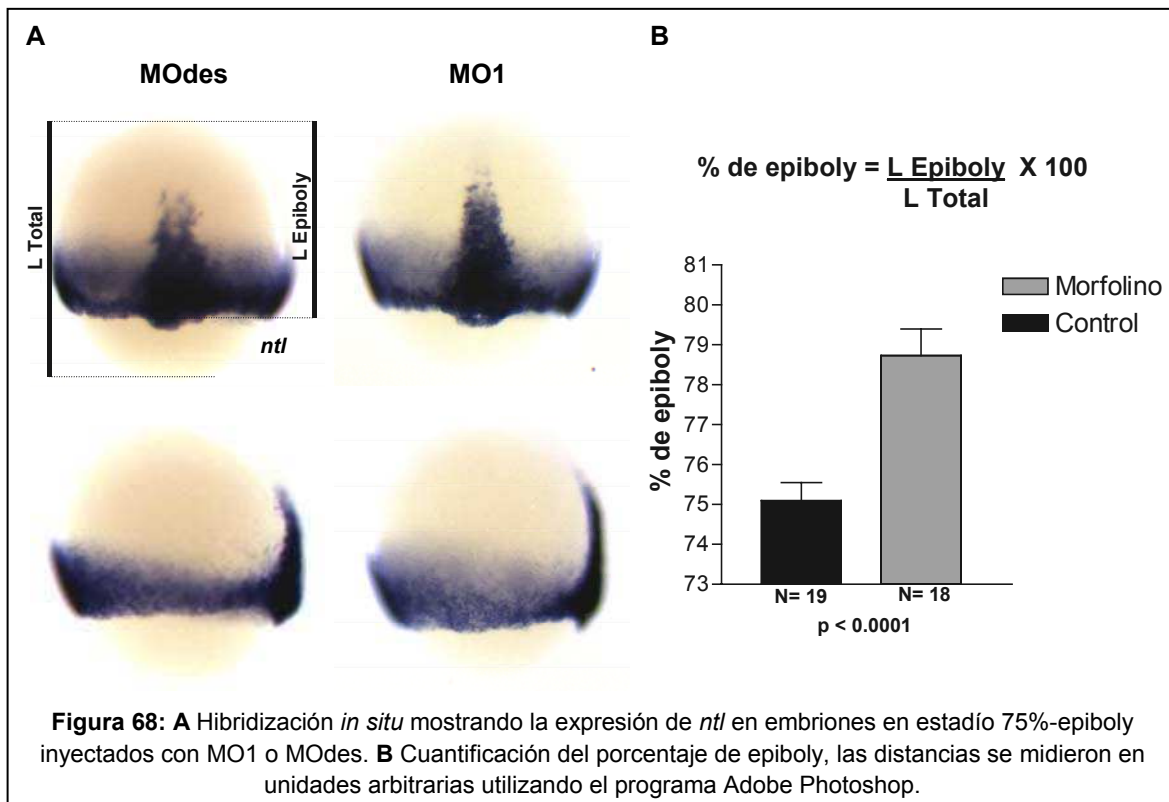 A
B
MOdes
MO1
L Total
L Epiboly
ntl
% de epiboly = L Epiboly X 100
L Total
% de epiboly
81
80
79
78
77
76
75
74
73
Morfolino
Control
N= 19
N= 18
p < 0.0001
Figura 68: A Hibridización in situ mostrando la expresión de ntl en embriones en estadío 75%-epiboly
inyectados con MO1 o MOdes. B Cuantificación del porcentaje de epiboly, las distancias se midieron en
unidades arbitrarias utilizando el programa Adobe Photoshop.